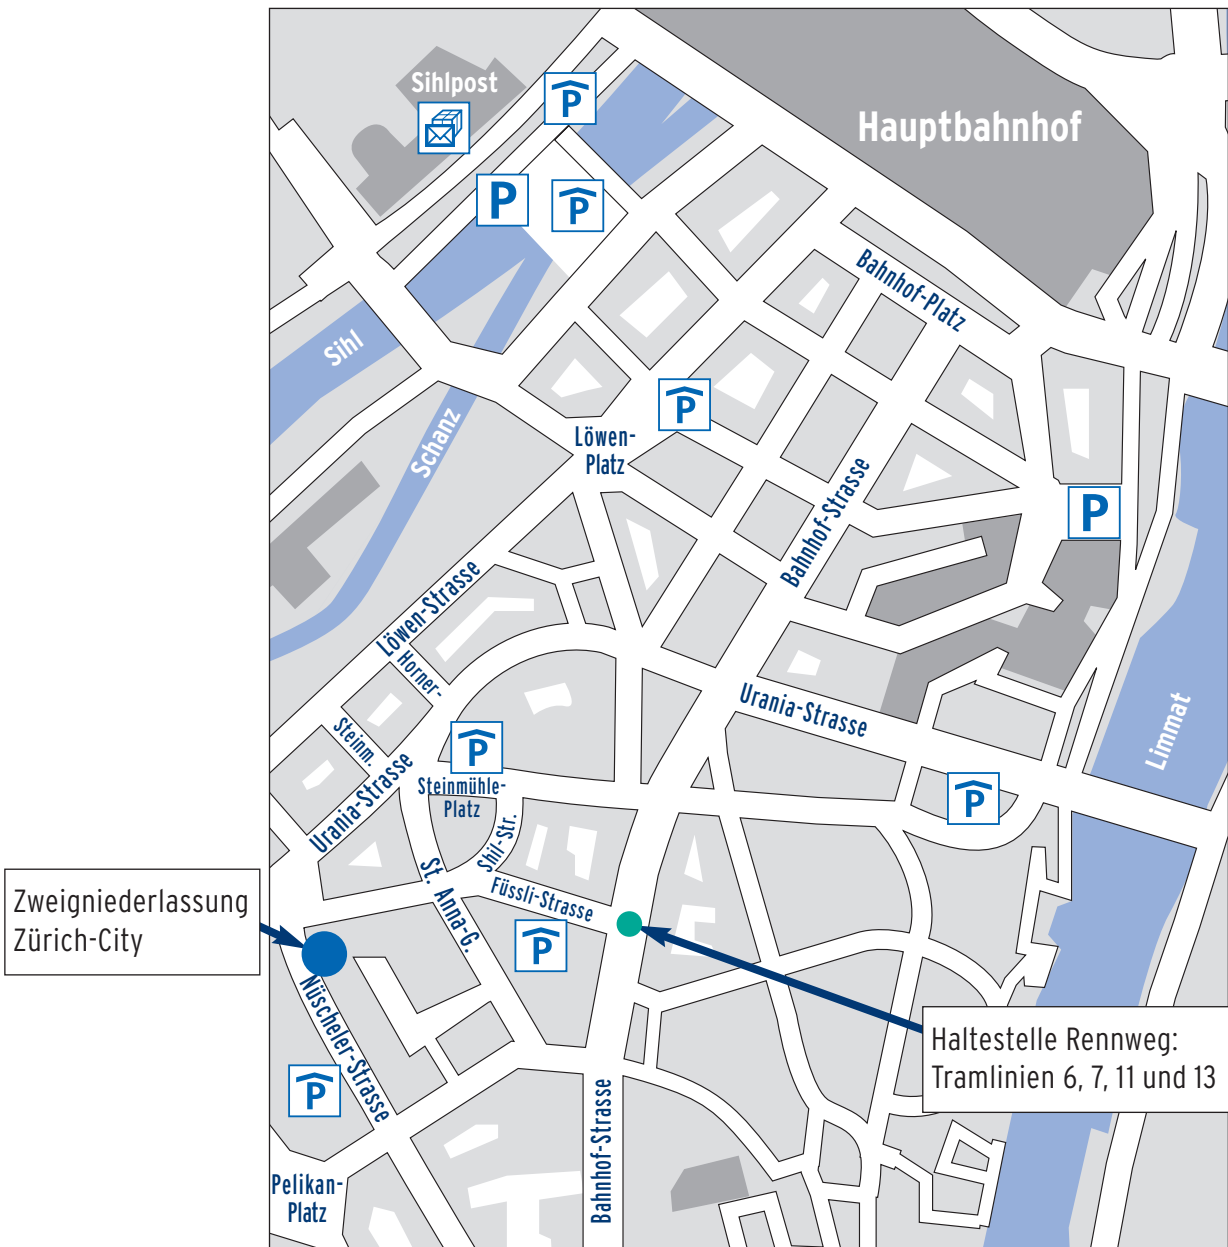 Sihlpost
P
Hauptbahnhof
P
P
Bahnhof-Platz
Sihl
P
Schanz
Löwen-
Platz
Bahnhof-Strasse
P
Löwen-Strasse
Horner-
Steinm.
Urania-Strasse
Urania-Strasse
Limmat
P
Steinmühle-
Platz
P
Shil-Str.
St. Anna-G.
Füssli-Strasse
P
Zweigniederlassung
Zürich-City
Nüscheler-Strasse
P
Haltestelle Rennweg:
Tramlinien 6, 7, 11 und 13
Bahnhof-Strasse
Pelikan-
Platz